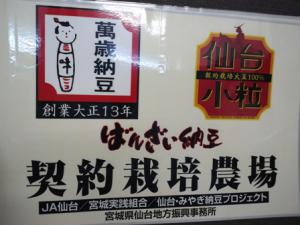 萬歳納豆
三味一
創業大正13年
仙台
契約栽培大豆100%
小粒
ばんざい納豆
契約栽培農場
JA仙台／宮城実践組合／仙台・みやぎ納豆プロジェクト
宮城県仙台地方振興事務所